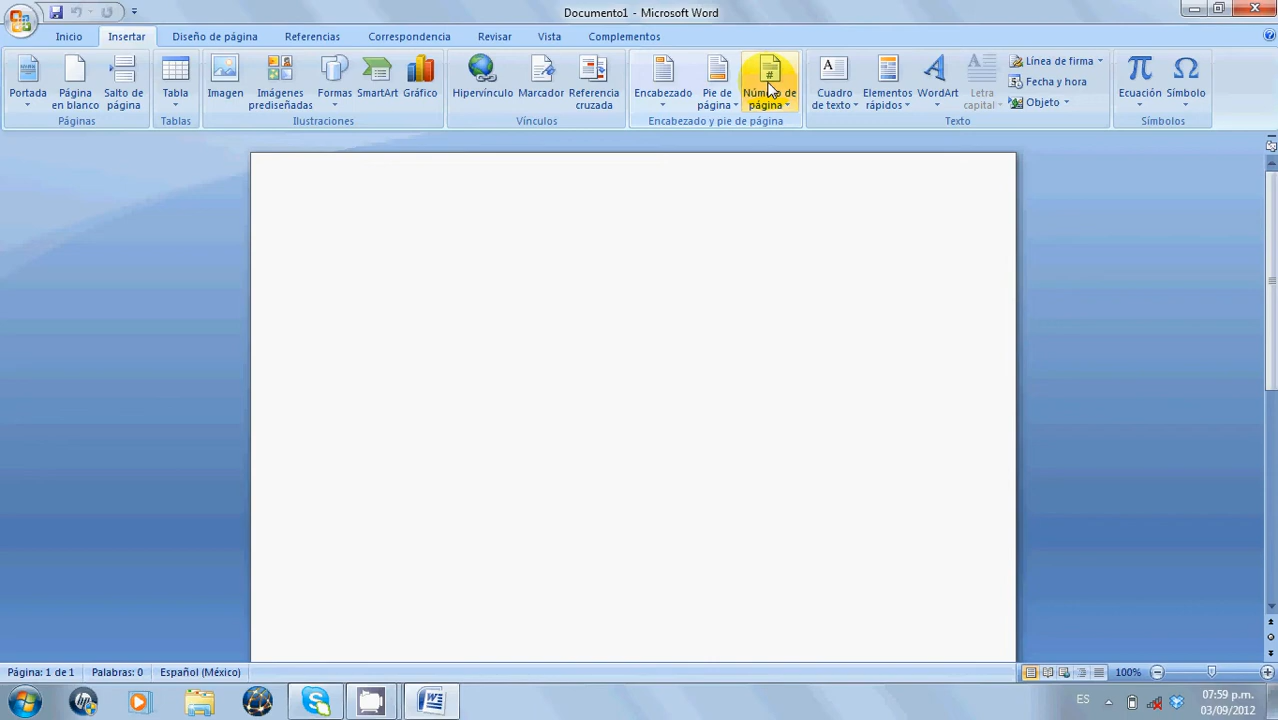 Documento1 - Microsoft Word
Inicio Insertar Diseño de página Referencias Correspondencia Revisar Vista Complementos
Portada
Página en blanco
Salto de página
Páginas
Tabla
Tablas
Imagen
Imágenes prediseñadas
Formas
SmartArt
Gráfico
Ilustraciones
Hipervínculo
Marcador
Referencia cruzada
Vínculos
Encabezado
Pie de página
Número de página
Encabezado y pie de página
Cuadro de texto
Elementos rápidos
WordArt
Letra capital
Línea de firma
Fecha y hora
Objeto
Texto
Ecuación
Símbolo
Símbolos
Página: 1 de 1 Palabras: 0 Español (México) 100%
ES 07:59 p.m.
03/09/2012